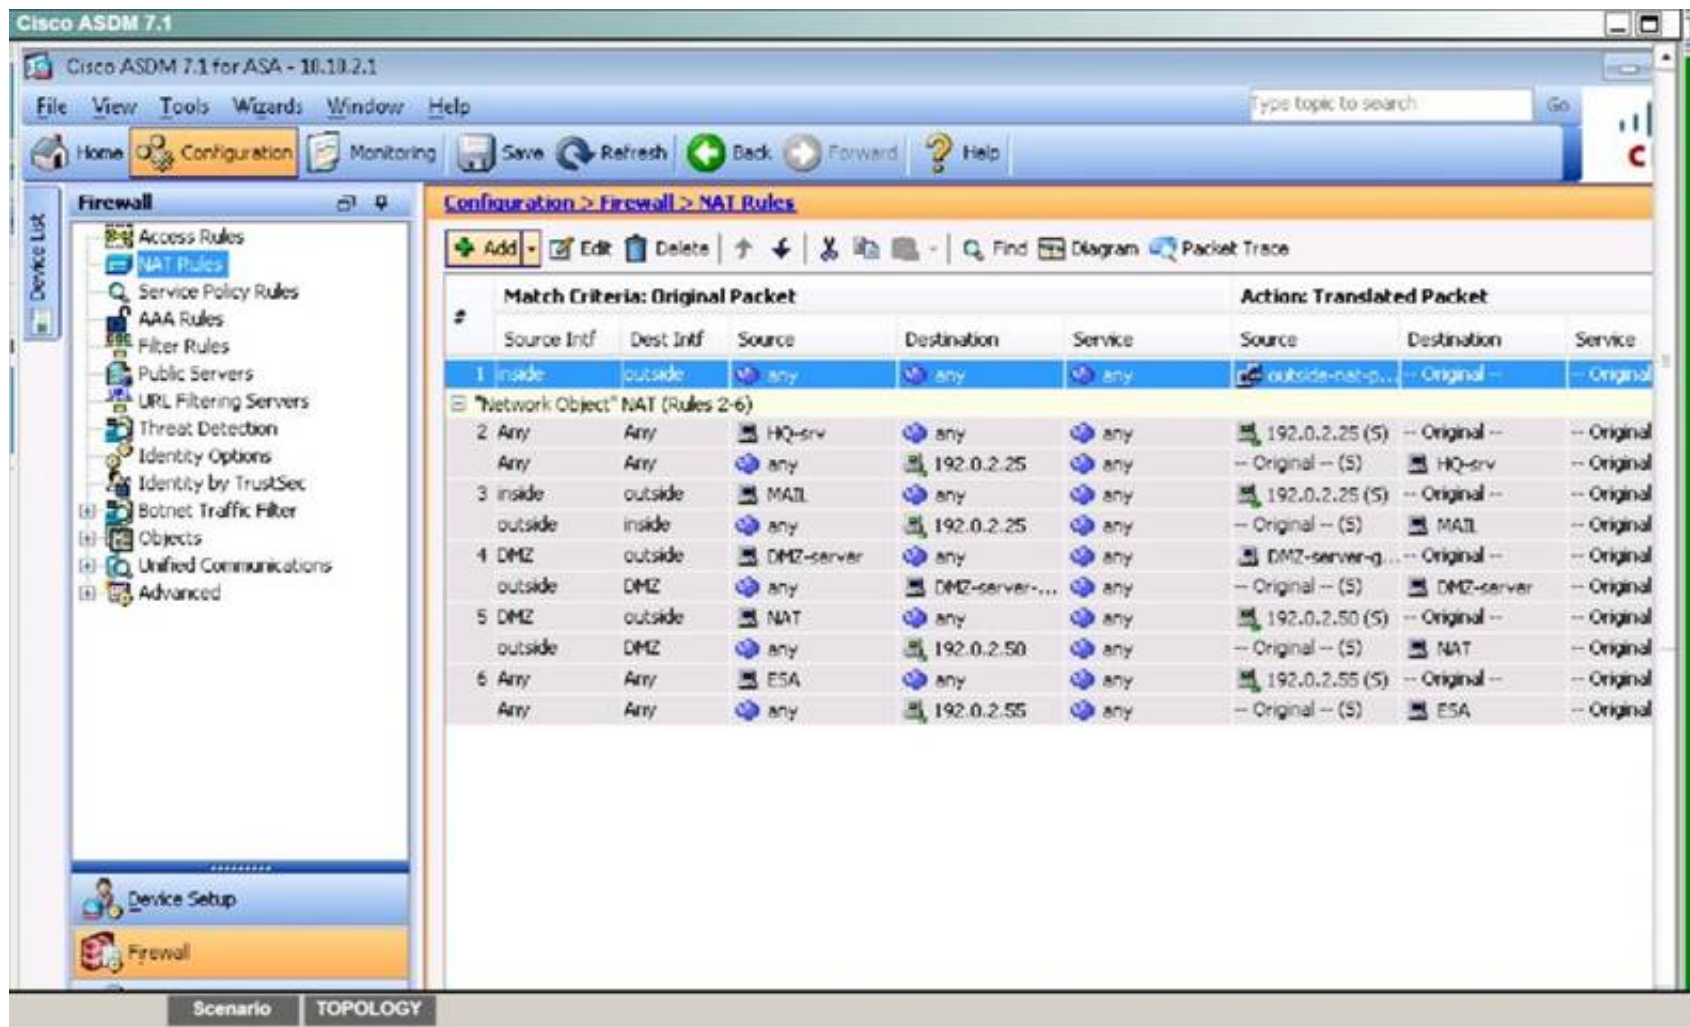 Cisco ASDM 7.1
Cisco ASDM 7.1 for ASA - 10.10.2.1
File View Tools Wizards Window Help
Type topic to search Go
Home Configuration Monitoring Save Refresh Back Forward Help
Device List
Firewall
Access Rules
NAT Rules
Service Policy Rules
AAA Rules
Filter Rules
Public Servers
URL Filtering Servers
Threat Detection
Identity Options
Identity by TrustSec
Botnet Traffic Filter
Objects
Unified Communications
Advanced
Device Setup
Firewall
Configuration > Firewall > NAT Rules
Add Edit Delete Find Diagram Packet Trace
# Match Criteria: Original Packet Action: Translated Packet
Source Intf Dest Intf Source Destination Service Source Destination Service
1 inside outside any any any outside-nat-p... -- Original -- -- Original
"Network Object" NAT (Rules 2-6)
2 Any Any HQ-srv any any 192.0.2.25 (S) -- Original -- -- Original
Any Any any 192.0.2.25 any -- Original -- (S) HQ-srv -- Original
3 inside outside MAIL any any 192.0.2.25 (S) -- Original -- -- Original
outside inside any 192.0.2.25 any -- Original -- (S) MAIL -- Original
4 DMZ outside DMZ-server any any DMZ-server-g... -- Original -- -- Original
outside DMZ any DMZ-server-... any -- Original -- (S) DMZ-server -- Original
5 DMZ outside NAT any any 192.0.2.50 (S) -- Original -- -- Original
outside DMZ any 192.0.2.50 any -- Original -- (S) NAT -- Original
6 Any Any ESA any any 192.0.2.55 (S) -- Original -- -- Original
Any Any any 192.0.2.55 any -- Original -- (S) ESA -- Original
Scenario TOPOLOGY